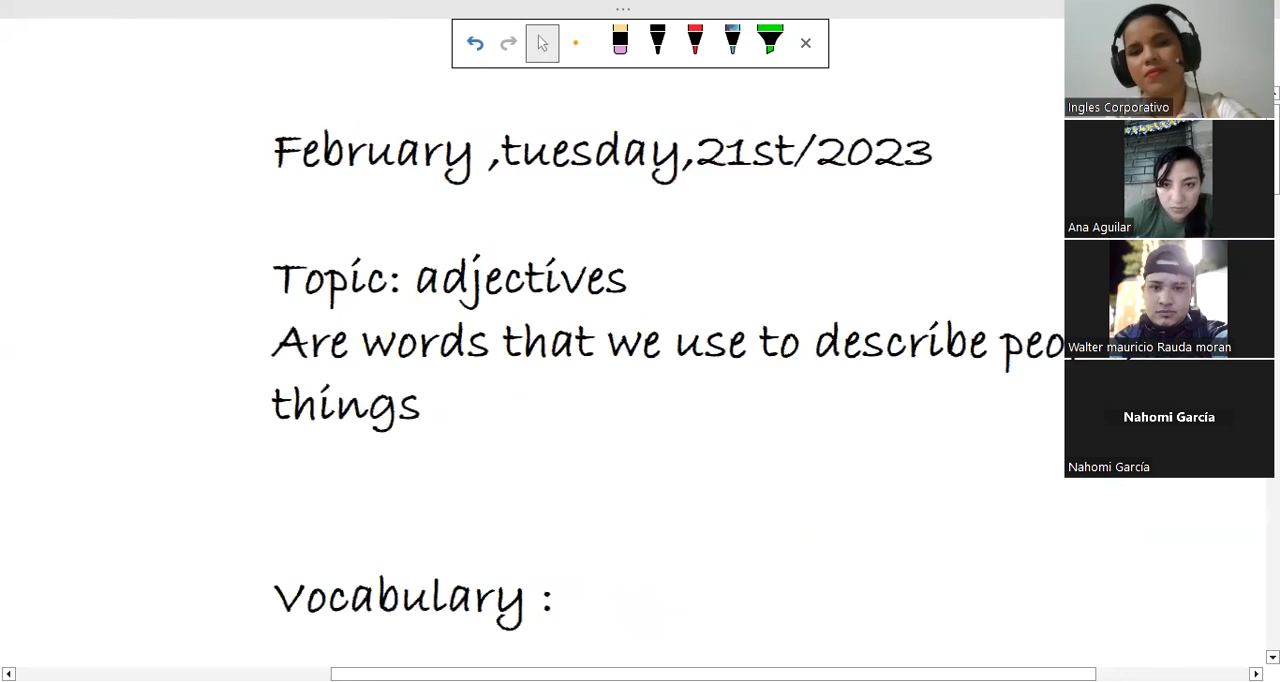 Ingles Corporativo
February ,tuesday,21st/2023
Ana Aguilar
Topic: adjectives
Are words that we use to describe
Walter mauricio Rauda moran
things
Nahomi García
Nahomi García
Vocabulary :